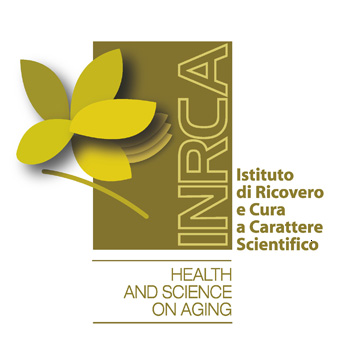 INRCA
Istituto
di Ricovero
e Cura
a Carattere
Scientifico
HEALTH
AND SCIENCE
ON AGING